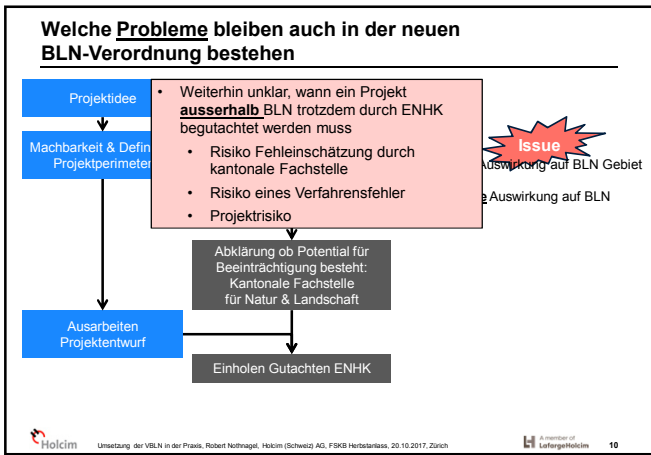 Welche Probleme bleiben auch in der neuen
BLN-Verordnung bestehen
Projektidee
Machbarkeit & Defin
Projektperimeter
• Weiterhin unklar, wann ein Projekt
ausserhalb BLN trotzdem durch ENHK
begutachtet werden muss
• Risiko Fehleinschätzung durch
kantonale Fachstelle
• Risiko eines Verfahrensfehler
• Projektrisiko
Issue
Auswirkung auf BLN Gebiet
e Auswirkung auf BLN
Abklärung ob Potential für
Beeinträchtigung besteht:
Kantonale Fachstelle
für Natur & Landschaft
Ausarbeiten
Projektentwurf
Einholen Gutachten ENHK
Holcim
Umsetzung der VBLN in der Praxis, Robert Nothnagel, Holcim (Schweiz) AG, FSKB Herbstanlass, 20.10.2017, Zürich
A member of
LafargeHolcim
10